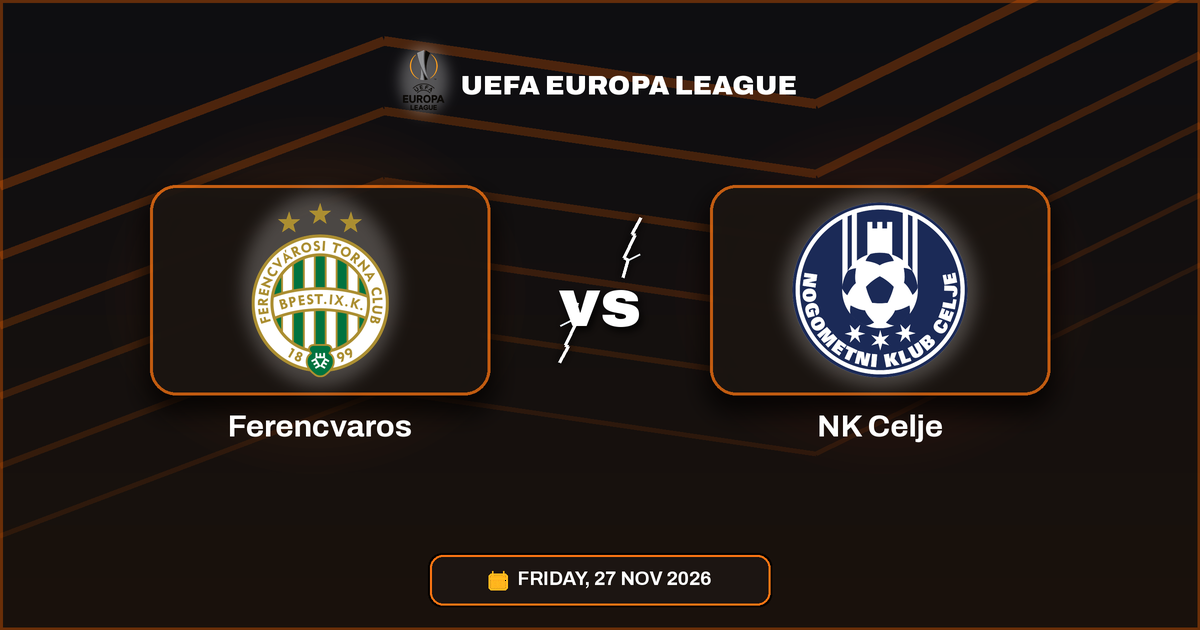 UEFA
EUROPA
LEAGUE
UEFA EUROPA LEAGUE
FERENCVÁROSI TORNA CLUB
BPEST.IX.K.
18 99
VS
NOGOMETNI KLUB CELJE
Ferencvaros
NK Celje
FRIDAY, 27 NOV 2026